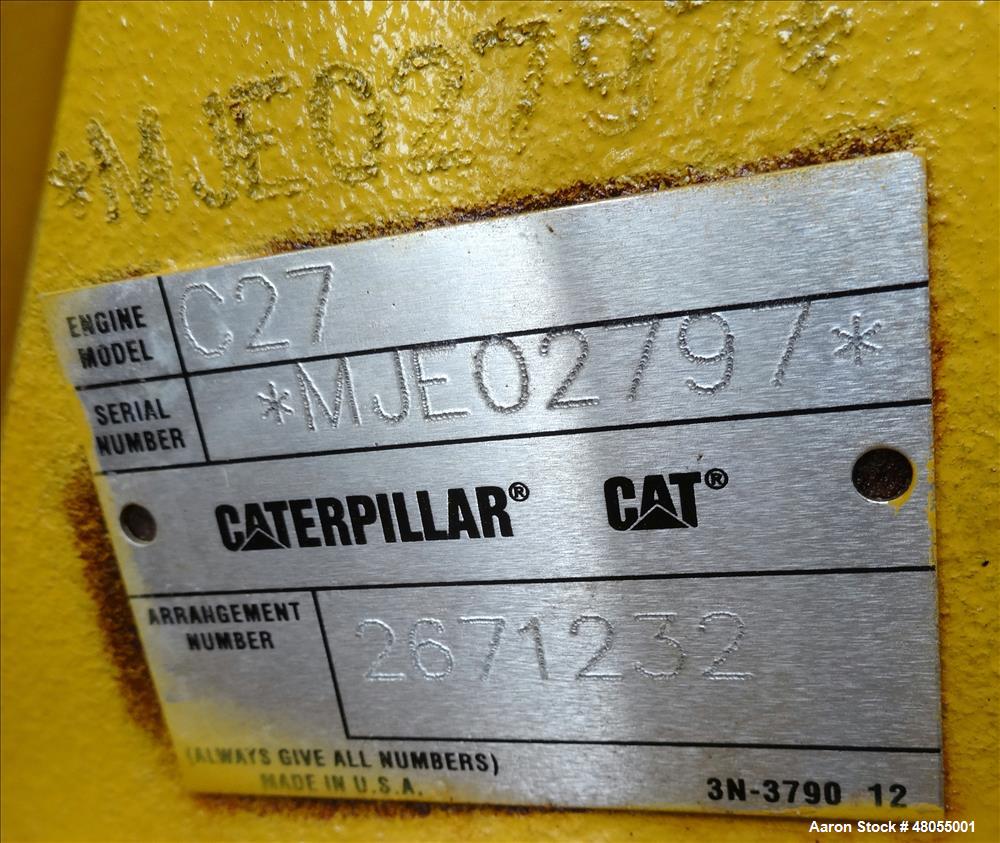 *MJE02797*
ENGINE MODEL C27
SERIAL NUMBER *MJE02797*
CATERPILLAR® CAT®
ARRANGEMENT NUMBER 2671232
(ALWAYS GIVE ALL NUMBERS)
MADE IN U.S.A.
3N-3790 12
Aaron Stock # 48055001